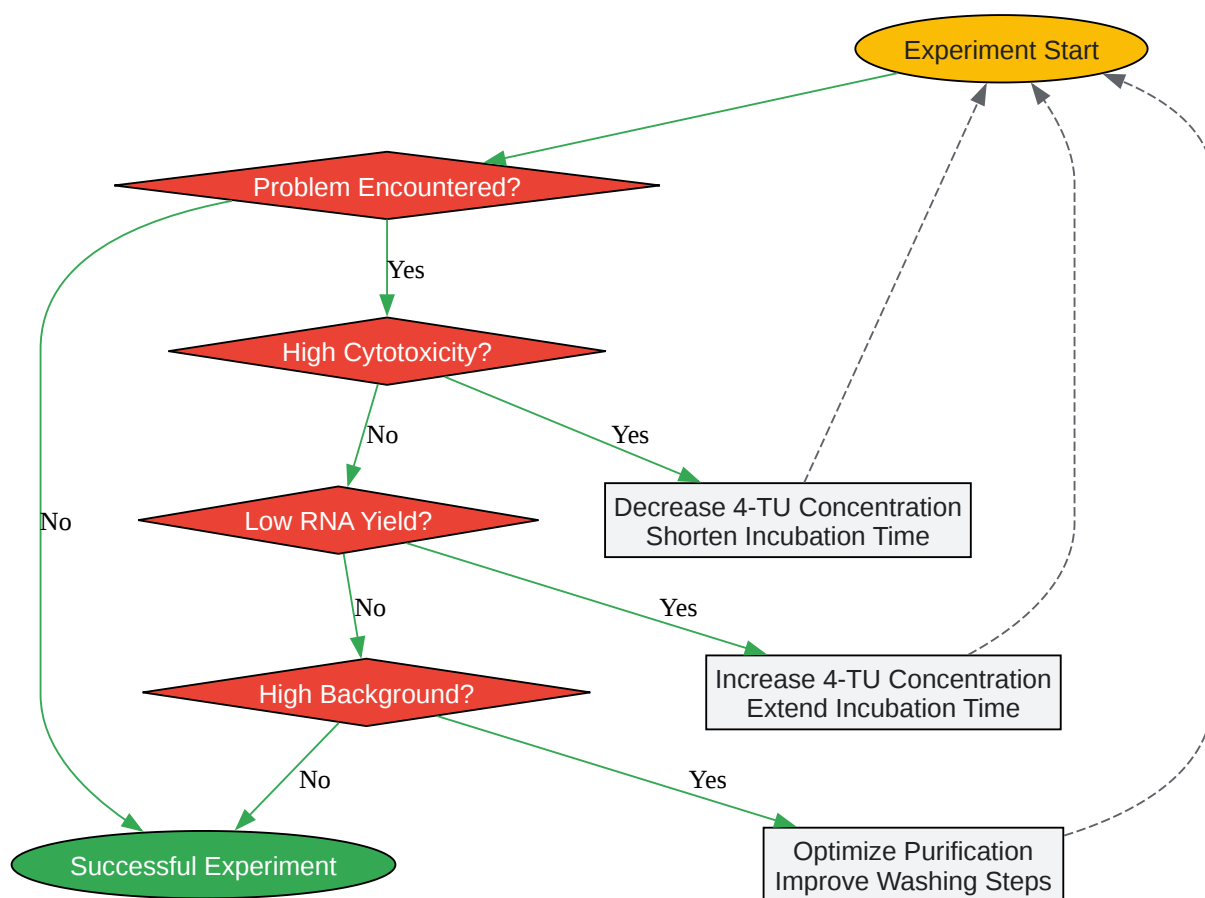 Experiment Start
Problem Encountered?
Yes
High Cytotoxicity?
No
Yes
Decrease 4-TU Concentration
Shorten Incubation Time
No
Low RNA Yield?
No
Yes
Increase 4-TU Concentration
Extend Incubation Time
High Background?
No
Yes
Optimize Purification
Improve Washing Steps
Successful Experiment